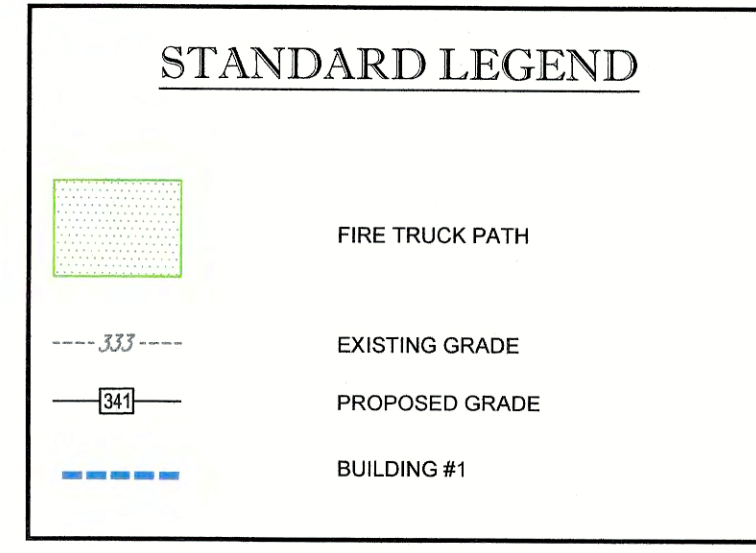 STANDARD LEGEND
FIRE TRUCK PATH
333 EXISTING GRADE
341 PROPOSED GRADE
BUILDING #1